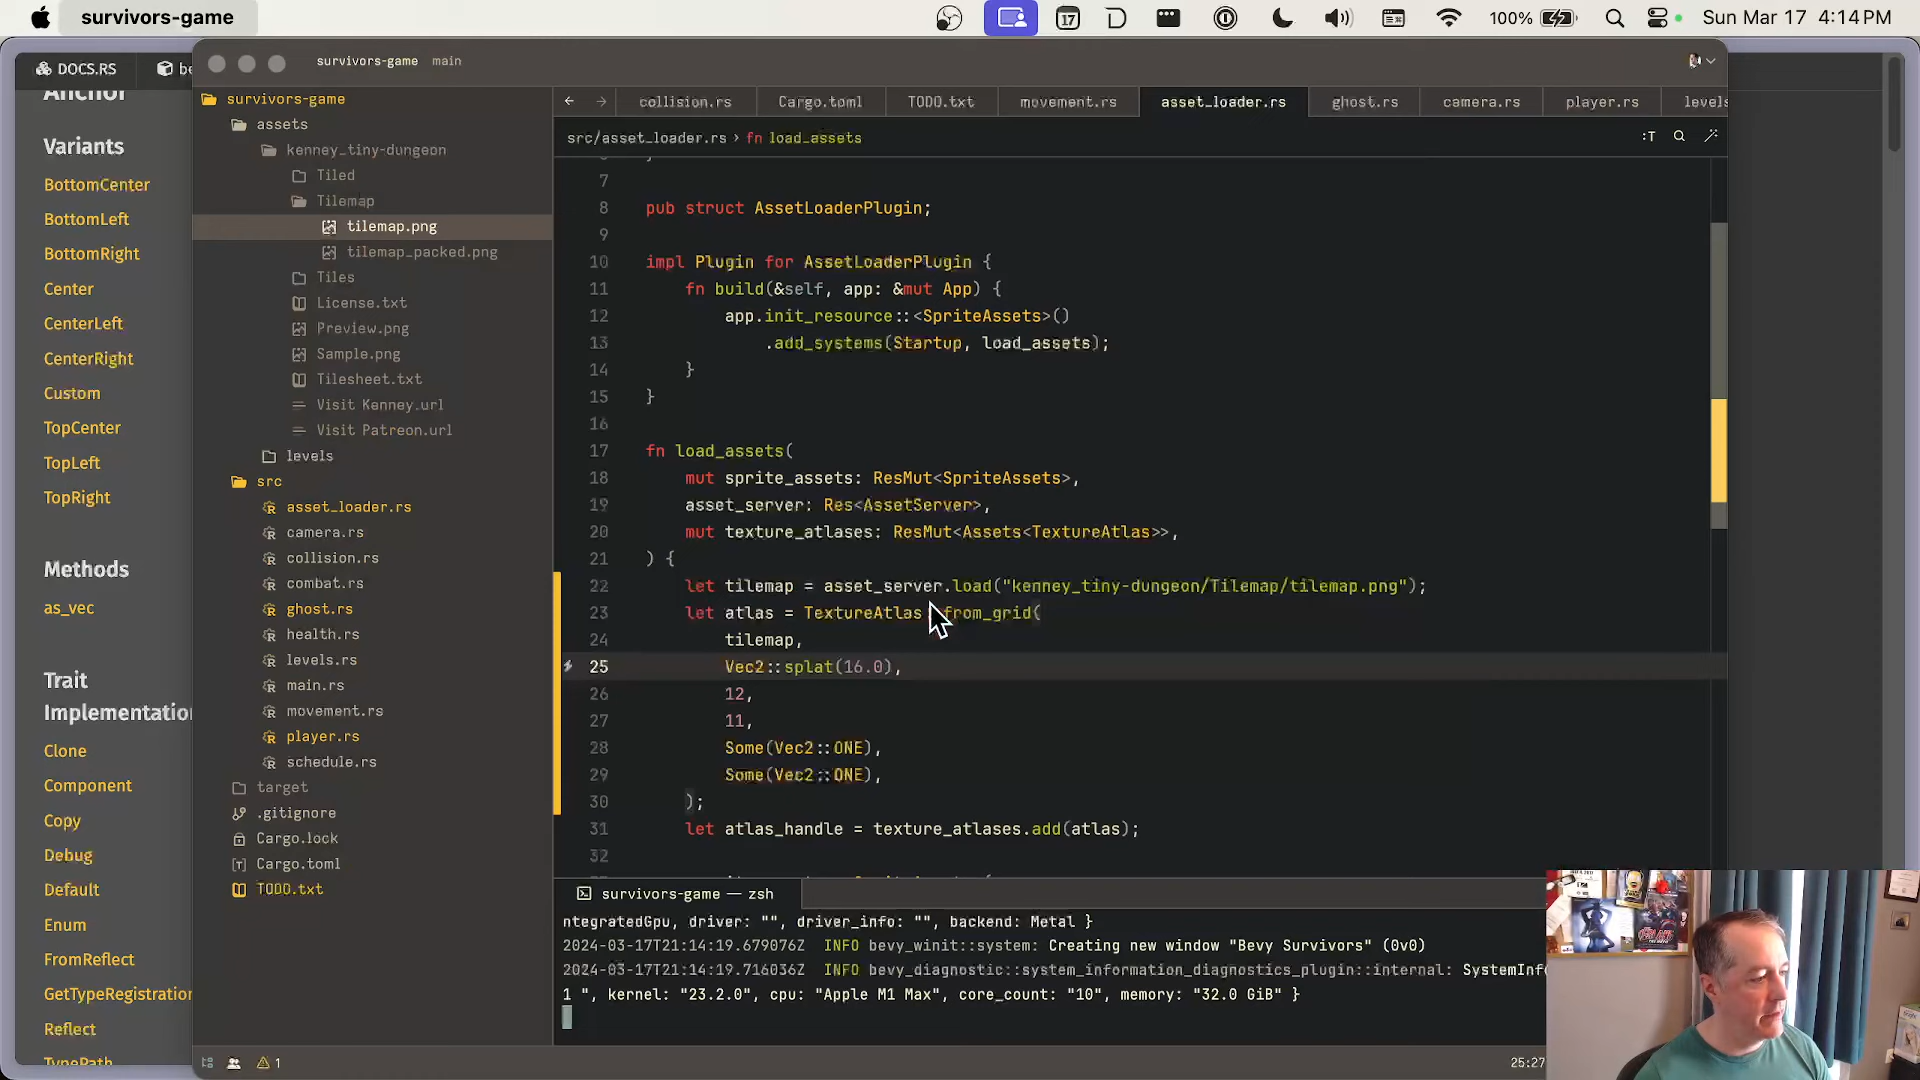 survivors-game
17
100%
Sun Mar 17 4:14 PM
DOCS.RS
be
Anchor
Variants
BottomCenter
BottomLeft
BottomRight
Center
CenterLeft
CenterRight
Custom
TopCenter
TopLeft
TopRight
Methods
as_vec
Trait
Implementation
Clone
Component
Copy
Debug
Default
Enum
FromReflect
GetTypeRegistration
Reflect
TypePath
survivors-game main
survivors-game
assets
kenney_tiny-dungeon
Tiled
Tilemap
tilemap.png
tilemap_packed.png
Tiles
License.txt
Preview.png
Sample.png
Tilesheet.txt
Visit Kenney.url
Visit Patreon.url
levels
src
asset_loader.rs
camera.rs
collision.rs
combat.rs
ghost.rs
health.rs
levels.rs
main.rs
movement.rs
player.rs
schedule.rs
target
.gitignore
Cargo.lock
Cargo.toml
TODO.txt
1
collision.rs Cargo.toml TODO.txt movement.rs asset_loader.rs ghost.rs camera.rs player.rs levels
src/asset_loader.rs › fn load_assets
7
8 pub struct AssetLoaderPlugin;
9
10 impl Plugin for AssetLoaderPlugin {
11 fn build(&self, app: &mut App) {
12 app.init_resource::<SpriteAssets>()
13 .add_systems(Startup, load_assets);
14 }
15 }
16
17 fn load_assets(
18 mut sprite_assets: ResMut<SpriteAssets>,
19 asset_server: Res<AssetServer>,
20 mut texture_atlases: ResMut<Assets<TextureAtlas>>,
21 ) {
22 let tilemap = asset_server.load("kenney_tiny-dungeon/Tilemap/tilemap.png");
23 let atlas = TextureAtlas from_grid(
24 tilemap,
25 Vec2::splat(16.0),
26 12,
27 11,
28 Some(Vec2::ONE),
29 Some(Vec2::ONE),
30 );
31 let atlas_handle = texture_atlases.add(atlas);
32
survivors-game — zsh
ntegratedGpu, driver: "", driver_info: "", backend: Metal }
2024-03-17T21:14:19.679076Z INFO bevy_winit::system: Creating new window "Bevy Survivors" (0v0)
2024-03-17T21:14:19.716036Z INFO bevy_diagnostic::system_information_diagnostics_plugin::internal: SystemInf
1 ", kernel: "23.2.0", cpu: "Apple M1 Max", core_count: "10", memory: "32.0 GiB" }
25:27